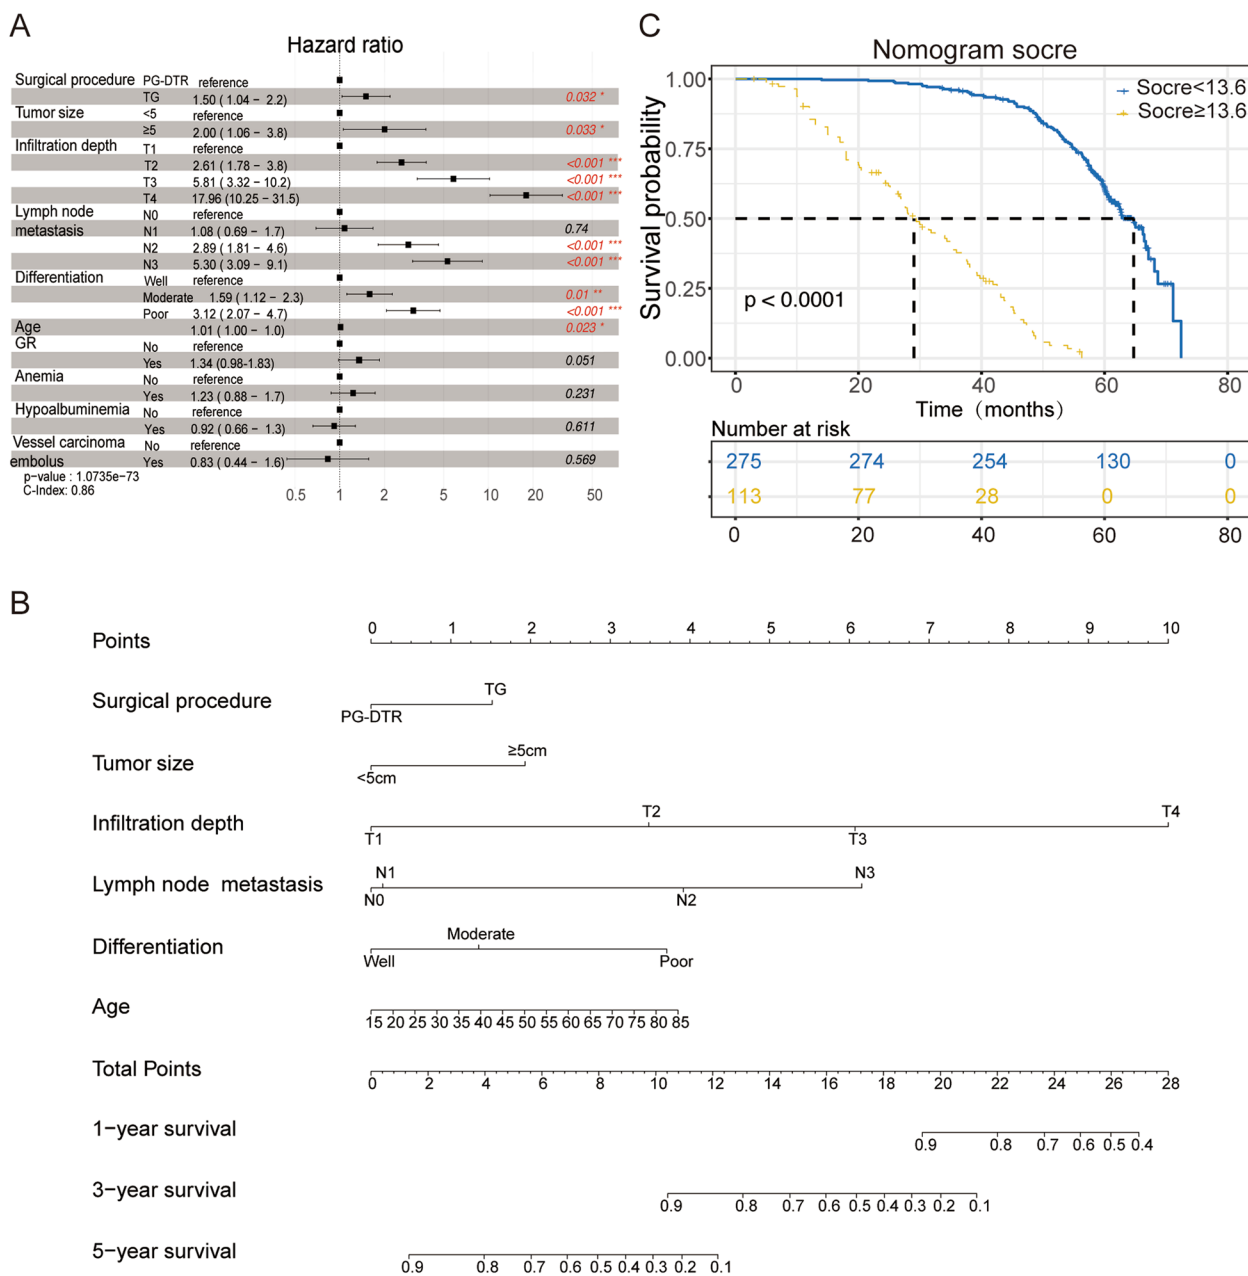 A
Hazard ratio
Surgical procedure PG-DTR reference
TG 1.50 ( 1.04 − 2.2) 0.032 *
Tumor size <5 reference
≥5 2.00 ( 1.06 − 3.8) 0.033 *
Infiltration depth T1 reference
T2 2.61 ( 1.78 − 3.8) <0.001 ***
T3 5.81 ( 3.32 − 10.2) <0.001 ***
T4 17.96 (10.25 − 31.5) <0.001 ***
Lymph node N0 reference
metastasis N1 1.08 ( 0.69 − 1.7) 0.74
N2 2.89 ( 1.81 − 4.6) <0.001 ***
N3 5.30 ( 3.09 − 9.1) <0.001 ***
Differentiation Well reference
Moderate 1.59 ( 1.12 − 2.3) 0.01 **
Poor 3.12 ( 2.07 − 4.7) <0.001 ***
Age 1.01 ( 1.00 − 1.0) 0.023 *
GR No reference
Yes 1.34 (0.98-1.83) 0.051
Anemia No reference
Yes 1.23 ( 0.88 − 1.7) 0.231
Hypoalbuminemia No reference
Yes 0.92 ( 0.66 − 1.3) 0.611
Vessel carcinoma No reference
embolus Yes 0.83 ( 0.44 − 1.6) 0.569
p-value : 1.0735e−73
C-Index: 0.86
0.5 1 2 5 10 20 50
C
Nomogram socre
Survival probability
1.00
0.75
0.50
0.25
0.00
Socre<13.6
Socre≥13.6
p < 0.0001
0 20 40 60 80
Time（months）
Number at risk
275 274 254 130 0
113 77 28 0 0
0 20 40 60 80
B
Points 0 1 2 3 4 5 6 7 8 9 10
Surgical procedure TG
PG-DTR
Tumor size ≥5cm
<5cm
Infiltration depth T2 T4
T1 T3
Lymph node metastasis N1 N3
N0 N2
Differentiation Moderate
Well Poor
Age
15 20 25 30 35 40 45 50 55 60 65 70 75 80 85
Total Points
0 2 4 6 8 10 12 14 16 18 20 22 24 26 28
1−year survival
0.9 0.8 0.7 0.6 0.5 0.4
3−year survival
0.9 0.8 0.7 0.6 0.5 0.4 0.3 0.2 0.1
5−year survival
0.9 0.8 0.7 0.6 0.5 0.4 0.3 0.2 0.1